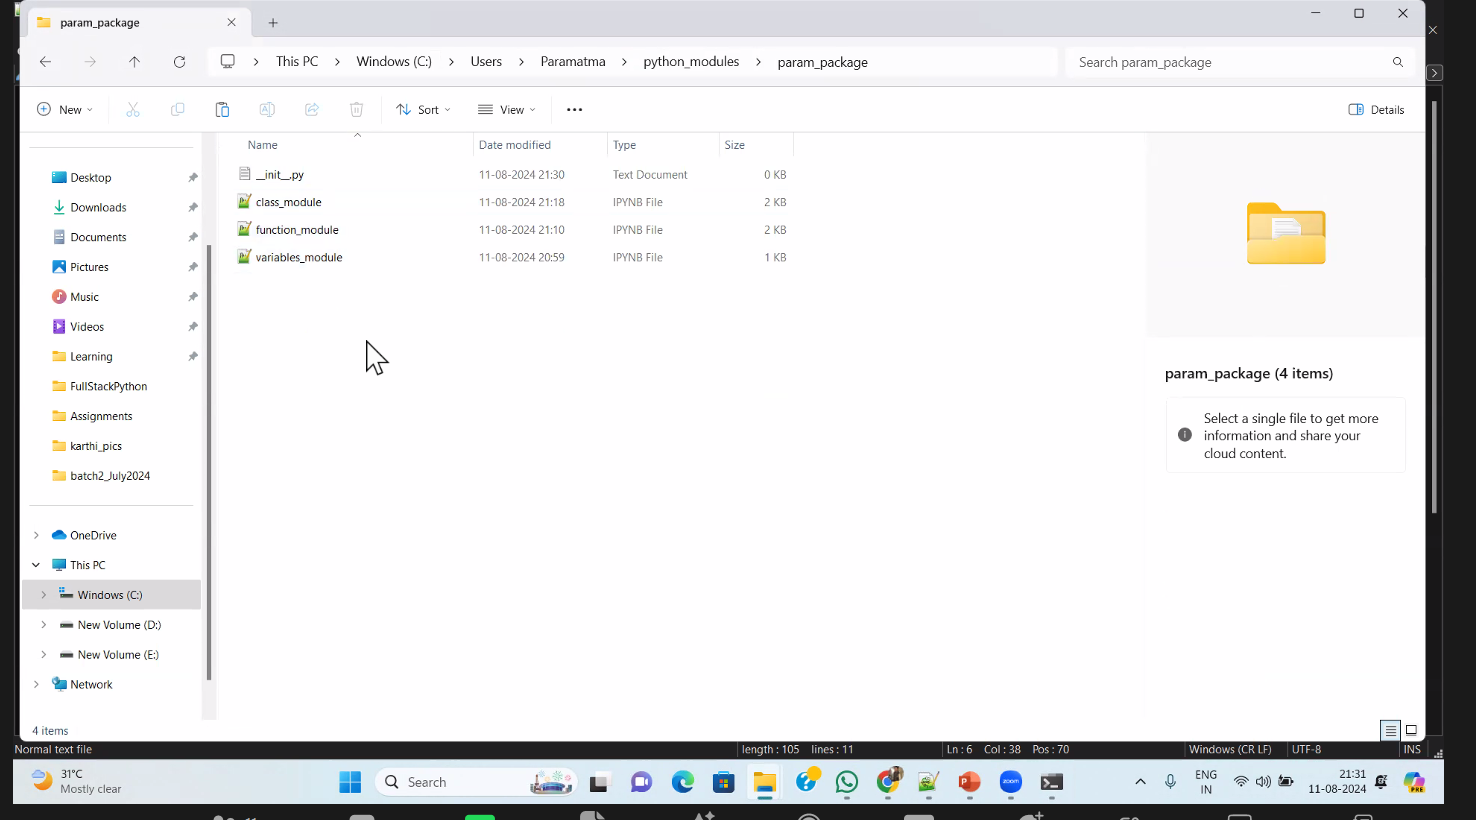 param_package
This PC
Windows (C:)
Users
Paramatma
python_modules
param_package
Search param_package
New
Sort
View
Details
Name
Date modified
Type
Size
__init__.py
11-08-2024 21:30
Text Document
0 KB
class_module
11-08-2024 21:18
IPYNB File
2 KB
function_module
11-08-2024 21:10
IPYNB File
2 KB
variables_module
11-08-2024 20:59
IPYNB File
1 KB
Desktop
Downloads
Documents
Pictures
Music
Videos
Learning
FullStackPython
Assignments
karthi_pics
batch2_July2024
OneDrive
This PC
Windows (C:)
New Volume (D:)
New Volume (E:)
Network
param_package (4 items)
Select a single file to get more
information and share your
cloud content.
4 items
Normal text file
length : 105 lines : 11
Ln : 6 Col : 38 Pos : 70
Windows (CR LF)
UTF-8
INS
31°C
Mostly clear
Search
zoom
PRE
ENG
IN
21:31
11-08-2024